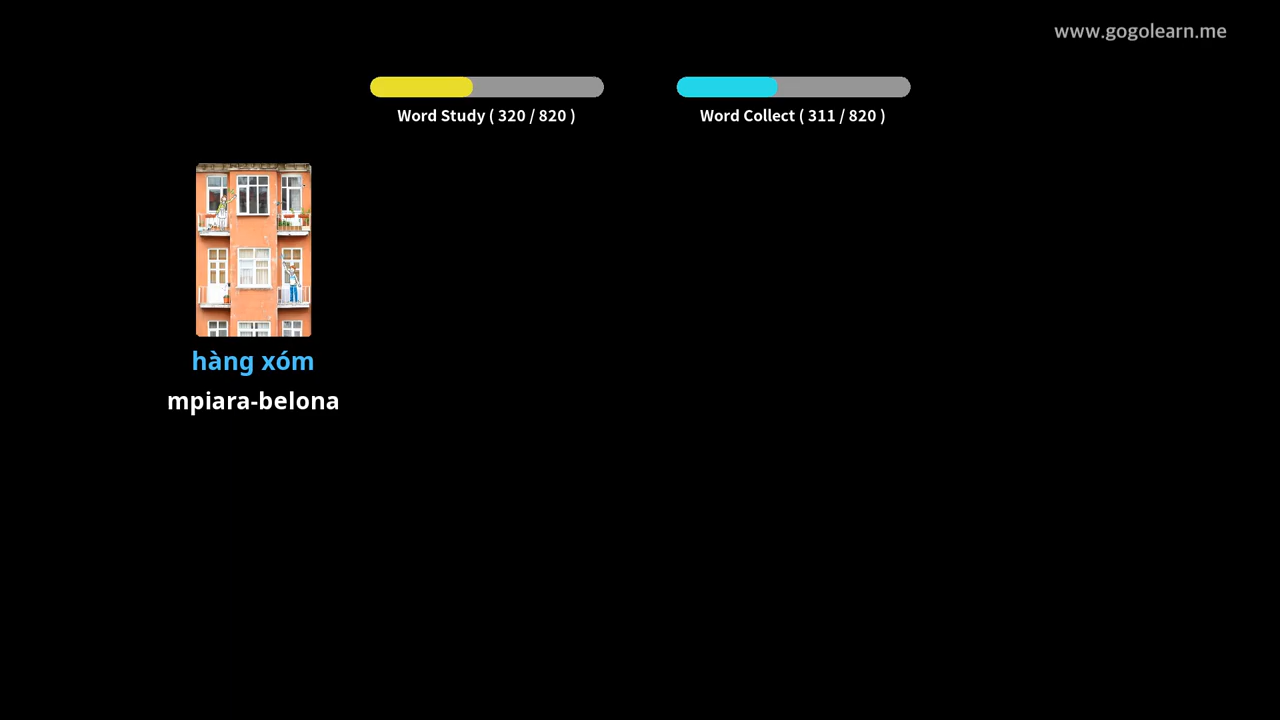 www.gogolearn.me
Word Study ( 320 / 820 )
Word Collect ( 311 / 820 )
hàng xóm
mpiara-belona